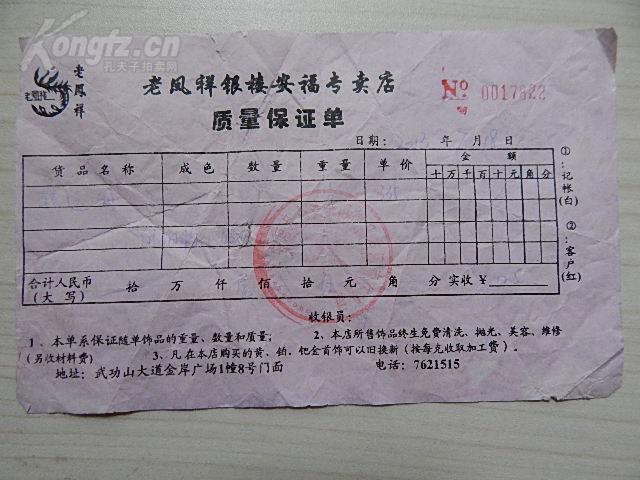 Kongfz.cn
孔夫子拍卖网
老凤祥
老凤祥银楼安福专卖店
№ 0017822
质量保证单
日期: 年 月 日
货品名称 成色 数量 重量 单价 金额
十 万 千 百 十 元 角 分
①:记帐(白)
②:客户(红)
合计人民币(大写) 拾 万 仟 佰 拾 元 角 分 实收¥
收银员:
1、本单系保证随单饰品的重量、数量和质量; 2、本店所售饰品终生免费清洗、抛光、美容、维修
(另收材料费) 3、凡在本店购买的黄、铂、钯金首饰可以旧换新(按每克收取加工费)。
地址: 武功山大道金岸广场1幢8号门面 电话: 7621515